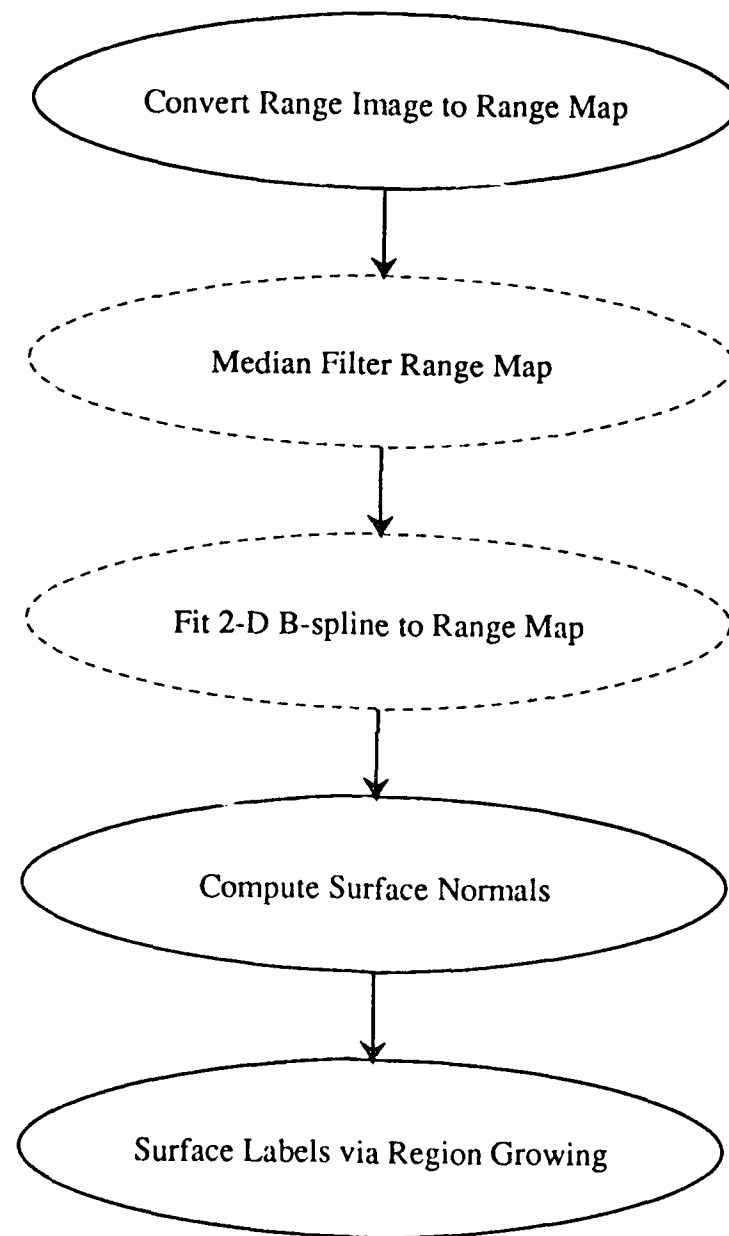 Convert Range Image to Range Map
Median Filter Range Map
Fit 2-D B-spline to Range Map
Compute Surface Normals
Surface Labels via Region Growing